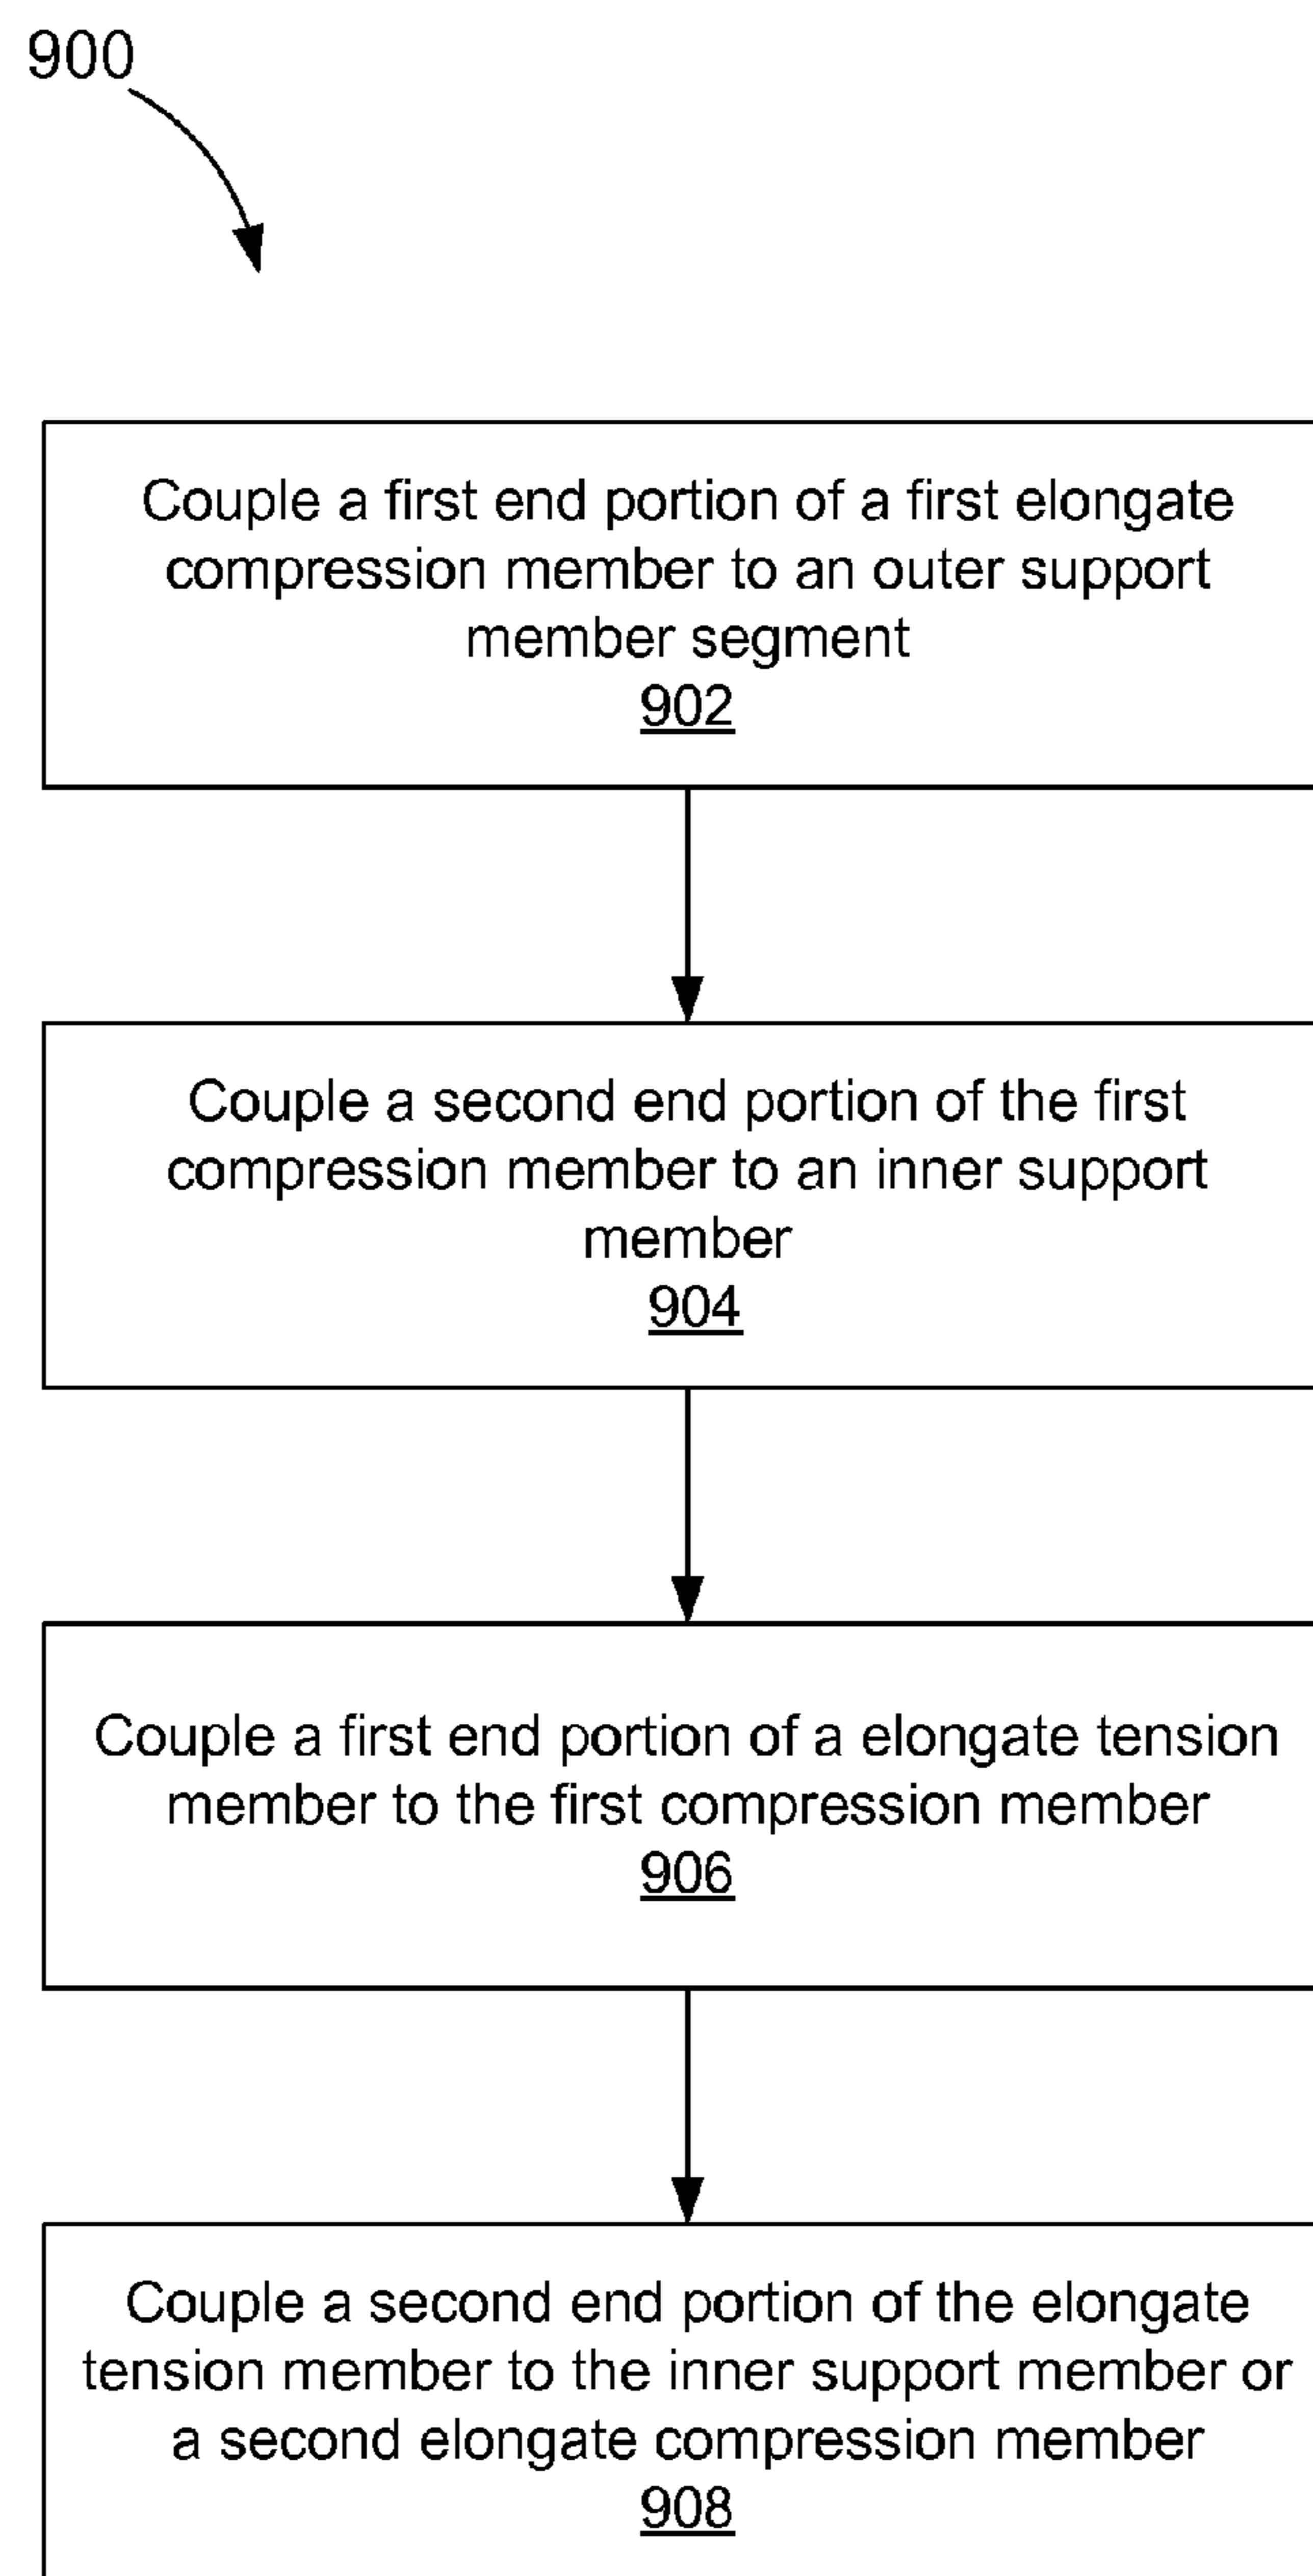 900
Couple a first end portion of a first elongate
compression member to an outer support
member segment
902
Couple a second end portion of the first
compression member to an inner support
member
904
Couple a first end portion of a elongate tension
member to the first compression member
906
Couple a second end portion of the elongate
tension member to the inner support member or
a second elongate compression member
908